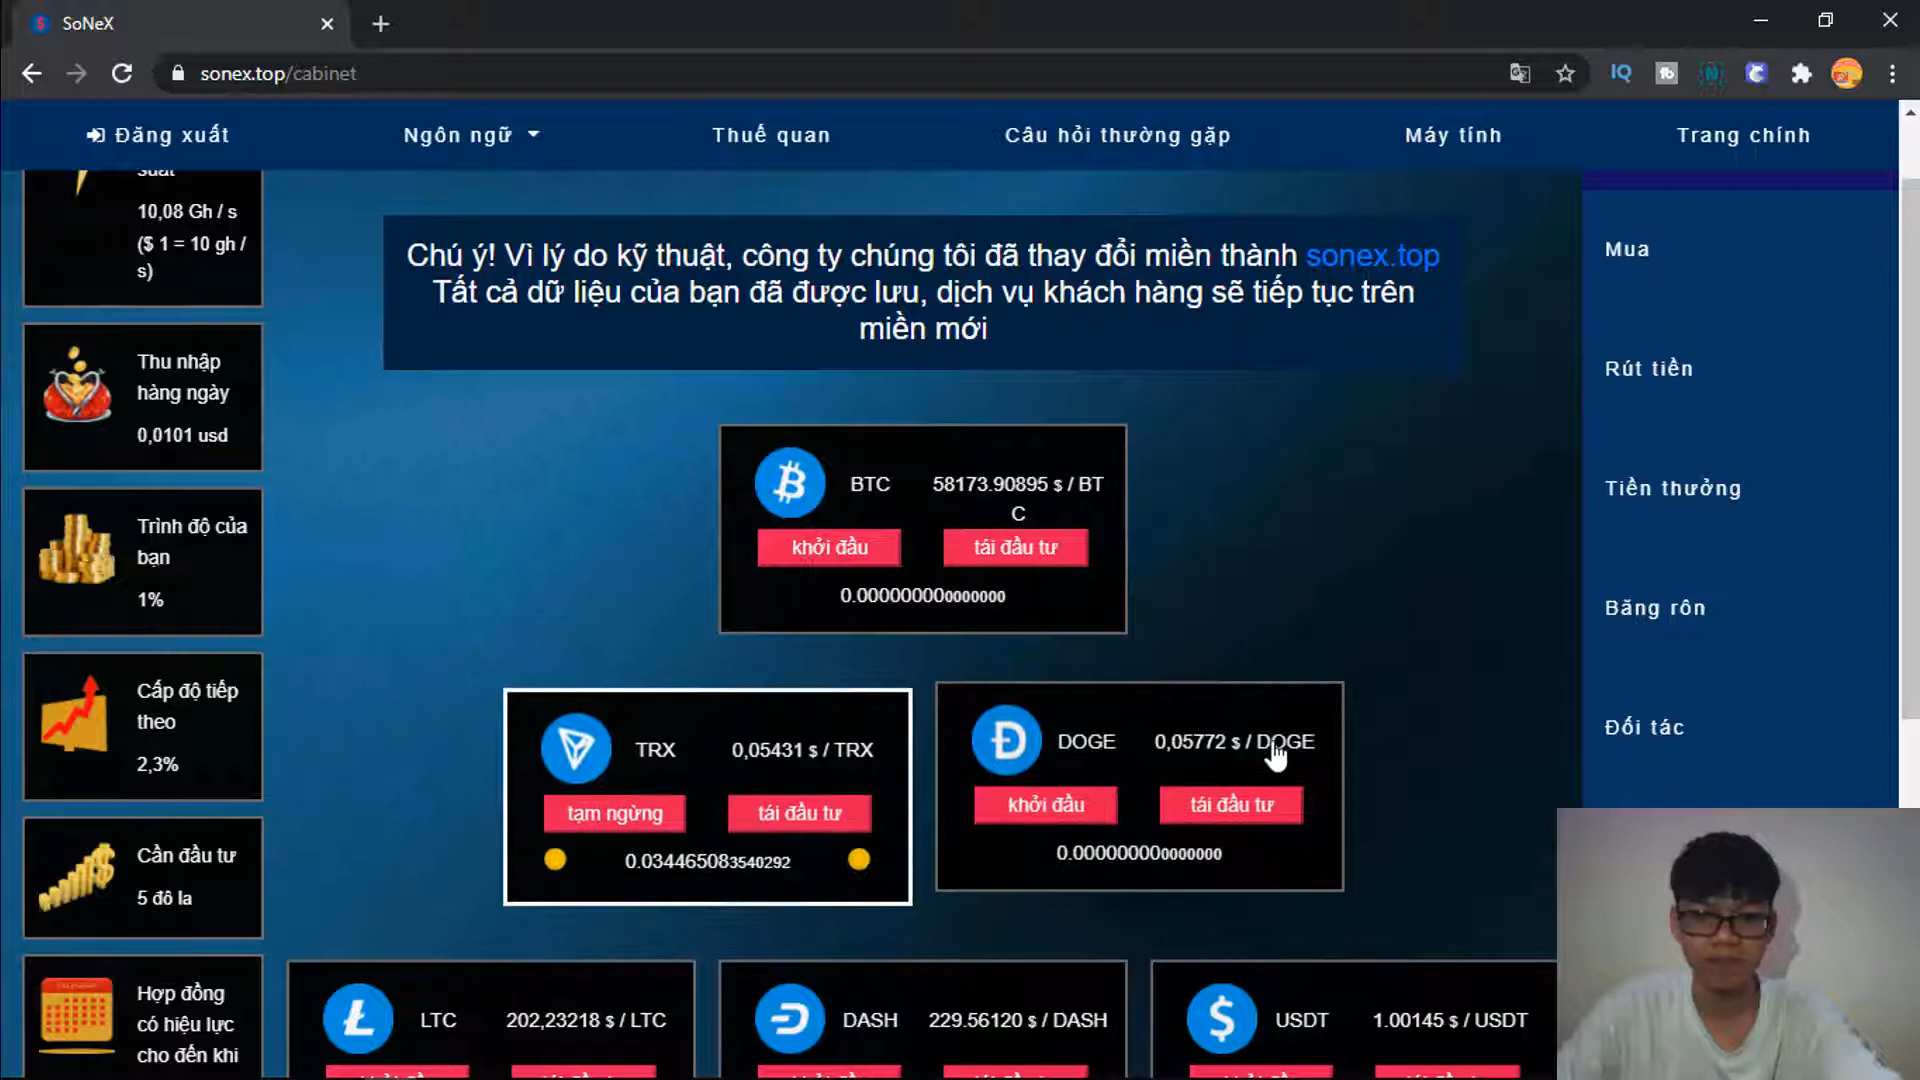 SoNeX
sonex.top/cabinet
IQ
Đăng xuất
Ngôn ngữ
Thuế quan
Câu hỏi thường gặp
Máy tính
Trang chính
suất
10,08 Gh / s
($ 1 = 10 gh /
s)
Thu nhập
hàng ngày
0,0101 usd
Trình độ của
bạn
1%
Cấp độ tiếp
theo
2,3%
Cần đầu tư
5 đô la
Hợp đồng
có hiệu lực
cho đến khi
Chú ý! Vì lý do kỹ thuật, công ty chúng tôi đã thay đổi miền thành sonex.top
Tất cả dữ liệu của bạn đã được lưu, dịch vụ khách hàng sẽ tiếp tục trên
miền mới
BTC
58173.90895 $ / BT
C
khởi đầu
tái đầu tư
0.000000000000000
TRX
0,05431 $ / TRX
tạm ngừng
tái đầu tư
0.034465083540292
DOGE
0,05772 $ / DOGE
khởi đầu
tái đầu tư
0.000000000000000
LTC
202,23218 $ / LTC
DASH
229.56120 $ / DASH
USDT
1.00145 $ / USDT
Mua
Rút tiền
Tiền thưởng
Băng rôn
Đối tác